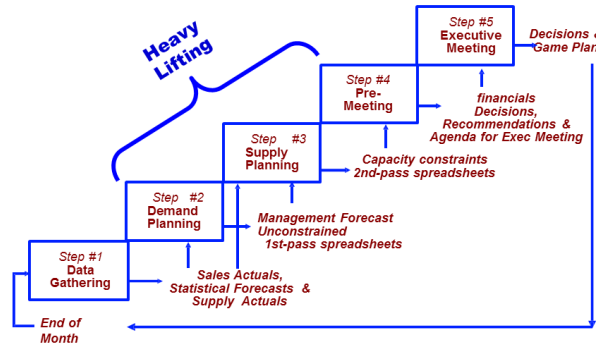 Heavy
Lifting
Step #5
Executive
Meeting
Decisions &
Game Plan
Step #4
Pre-
Meeting
financials
Decisions,
Recommendations &
Agenda for Exec Meeting
Step #3
Supply
Planning
Capacity constraints
2nd-pass spreadsheets
Step #2
Demand
Planning
Management Forecast
Unconstrained
1st-pass spreadsheets
Step #1
Data
Gathering
Sales Actuals,
Statistical Forecasts &
Supply Actuals
End of
Month